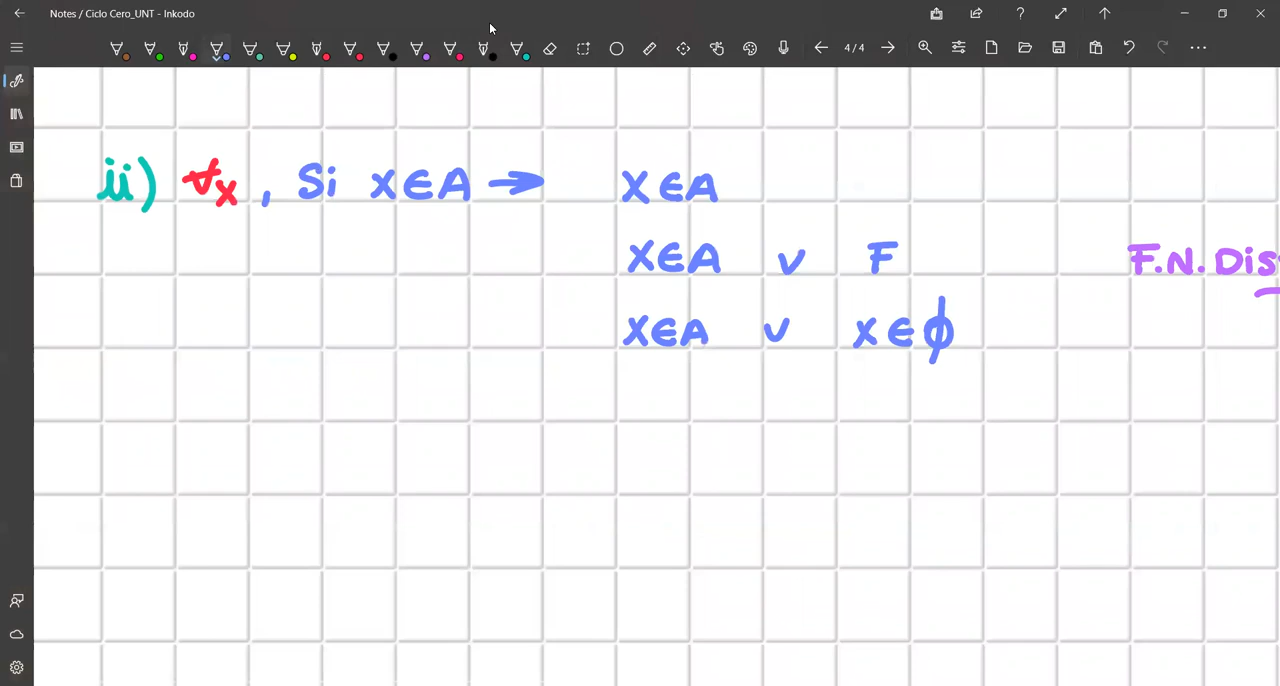 Notes / Ciclo Cero_UNT - Inkodo
4 / 4
ii) ∀x , Si x∈A → x∈A
x∈A v F F.N. Dis
x∈A v x∈ϕ